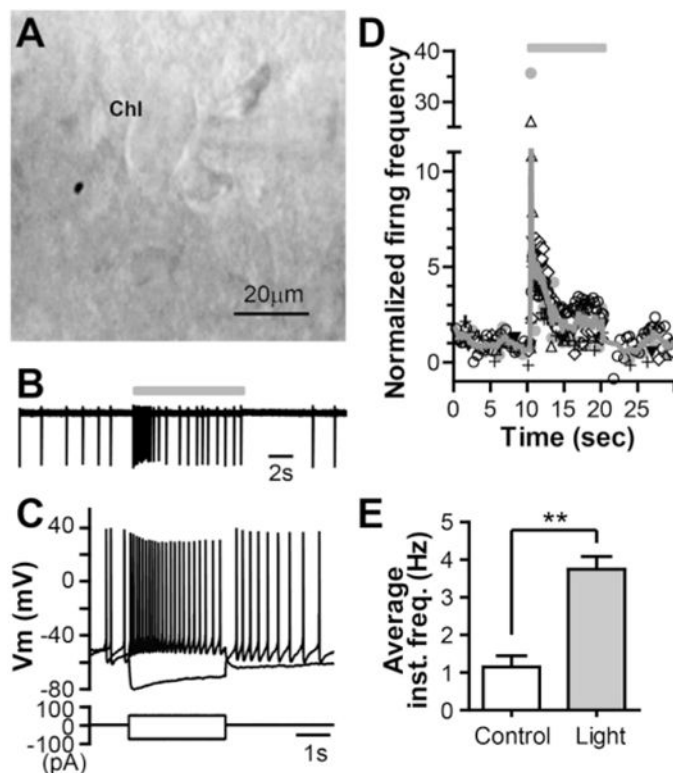 A
Chl
20μm
B
2s
C
Vm (mV)
40
0
-40
-80
100
0
-100
(pA)
1s
D
Normalized firng frequency
40
30
10
5
0
0 5 10 15 20 25
Time (sec)
E
**
Average
inst. freq. (Hz)
5
4
3
2
1
0
Control Light